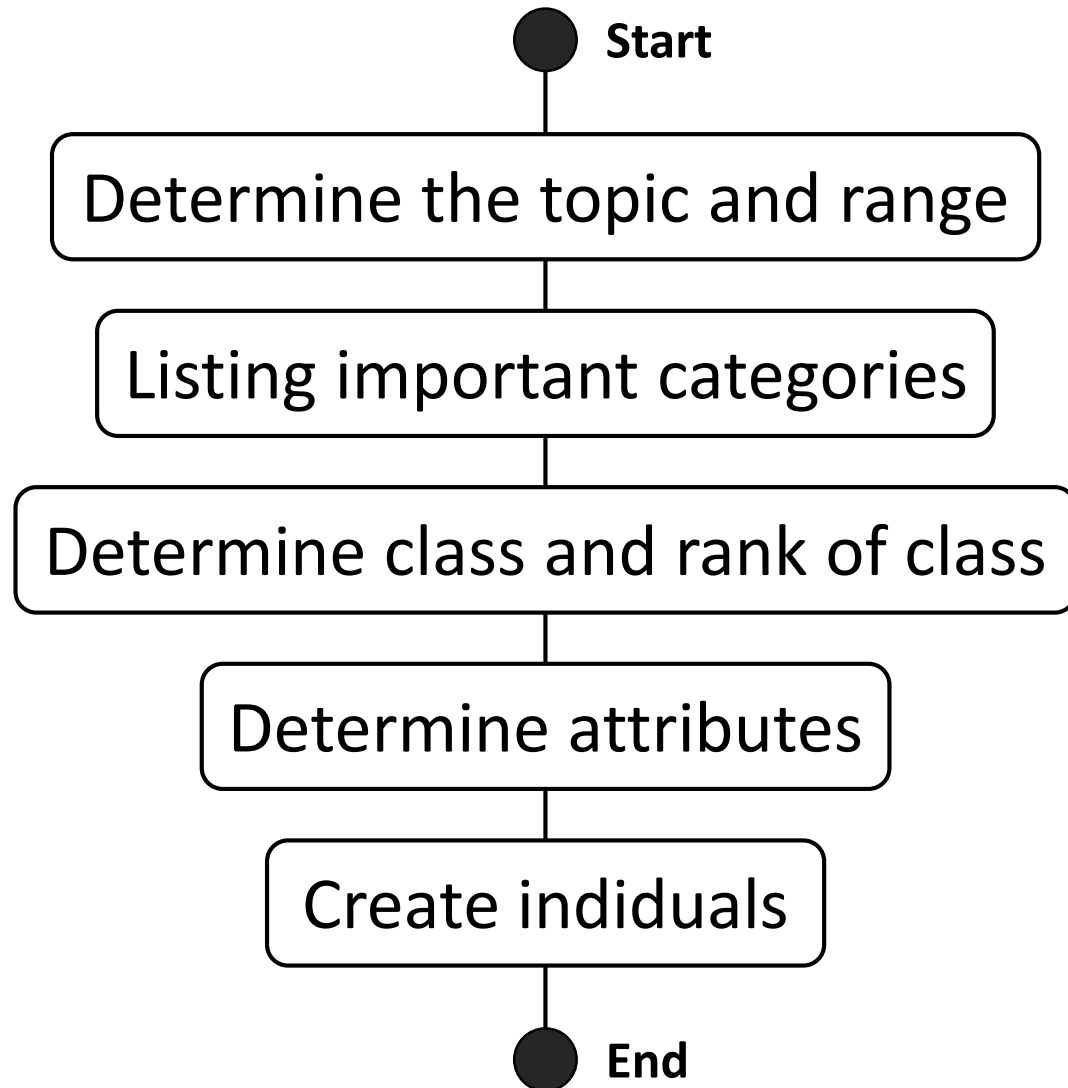 Start
Determine the topic and range
Listing important categories
Determine class and rank of class
Determine attributes
Create indiduals
End